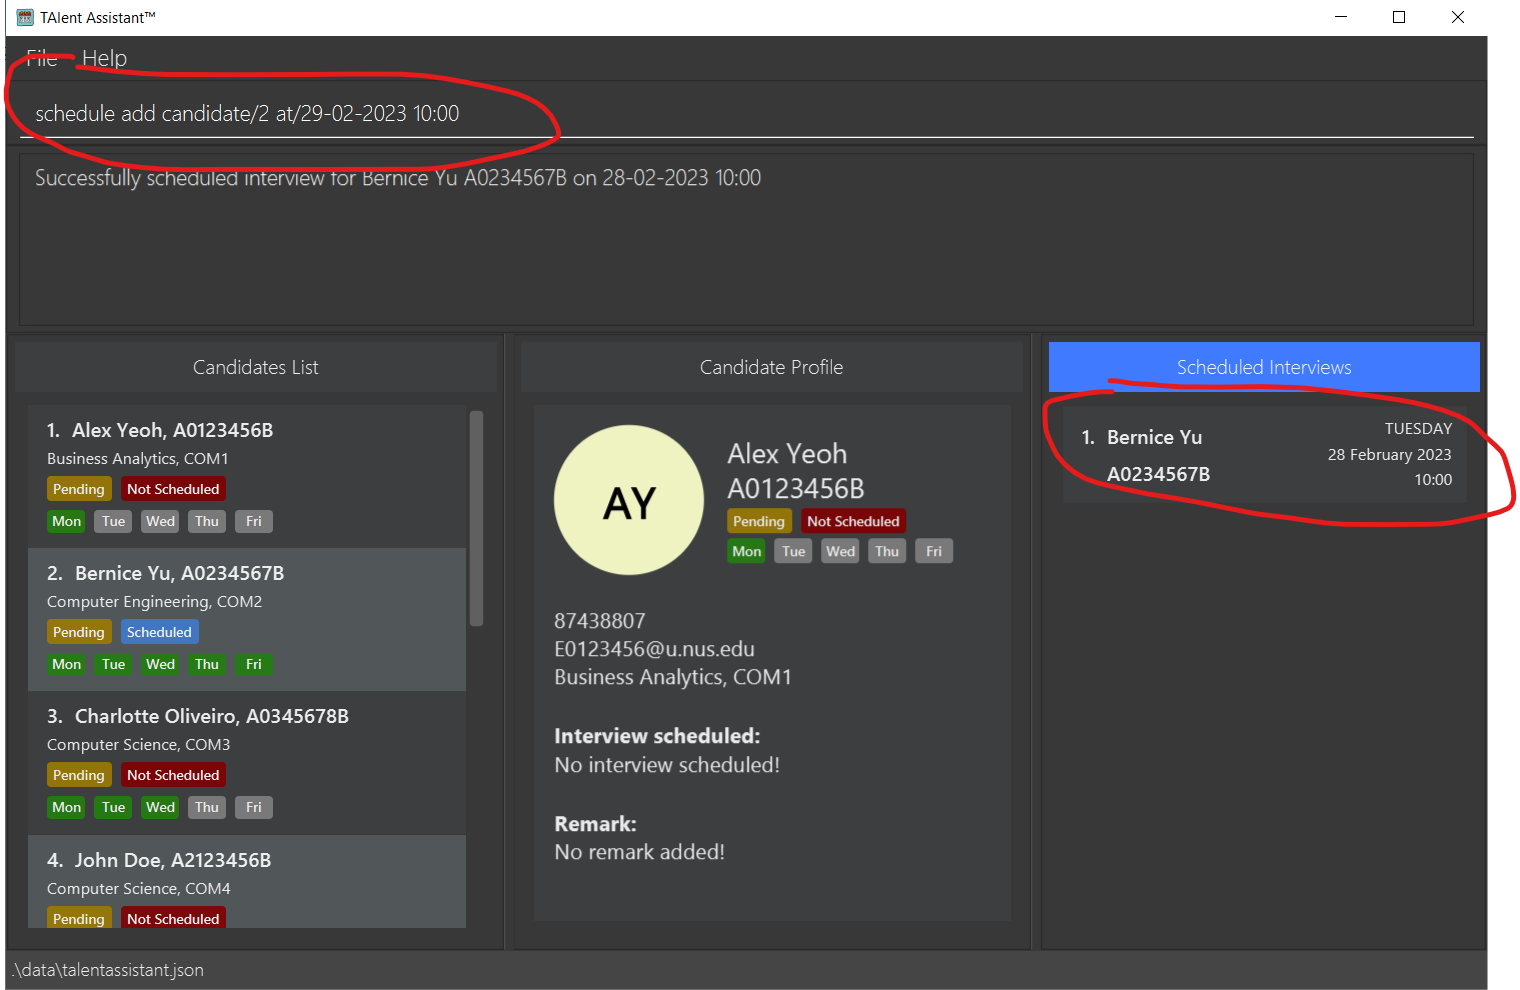 TAlent Assistant™
File Help
schedule add candidate/2 at/29-02-2023 10:00
Successfully scheduled interview for Bernice Yu A0234567B on 28-02-2023 10:00
Candidates List
1. Alex Yeoh, A0123456B
Business Analytics, COM1
Pending Not Scheduled
Mon Tue Wed Thu Fri
2. Bernice Yu, A0234567B
Computer Engineering, COM2
Pending Scheduled
Mon Tue Wed Thu Fri
3. Charlotte Oliveiro, A0345678B
Computer Science, COM3
Pending Not Scheduled
Mon Tue Wed Thu Fri
4. John Doe, A2123456B
Computer Science, COM4
Pending Not Scheduled
Candidate Profile
AY
Alex Yeoh
A0123456B
Pending Not Scheduled
Mon Tue Wed Thu Fri
87438807
E0123456@u.nus.edu
Business Analytics, COM1
Interview scheduled:
No interview scheduled!
Remark:
No remark added!
Scheduled Interviews
1. Bernice Yu
A0234567B
TUESDAY
28 February 2023
10:00
.\data\talentassistant.json